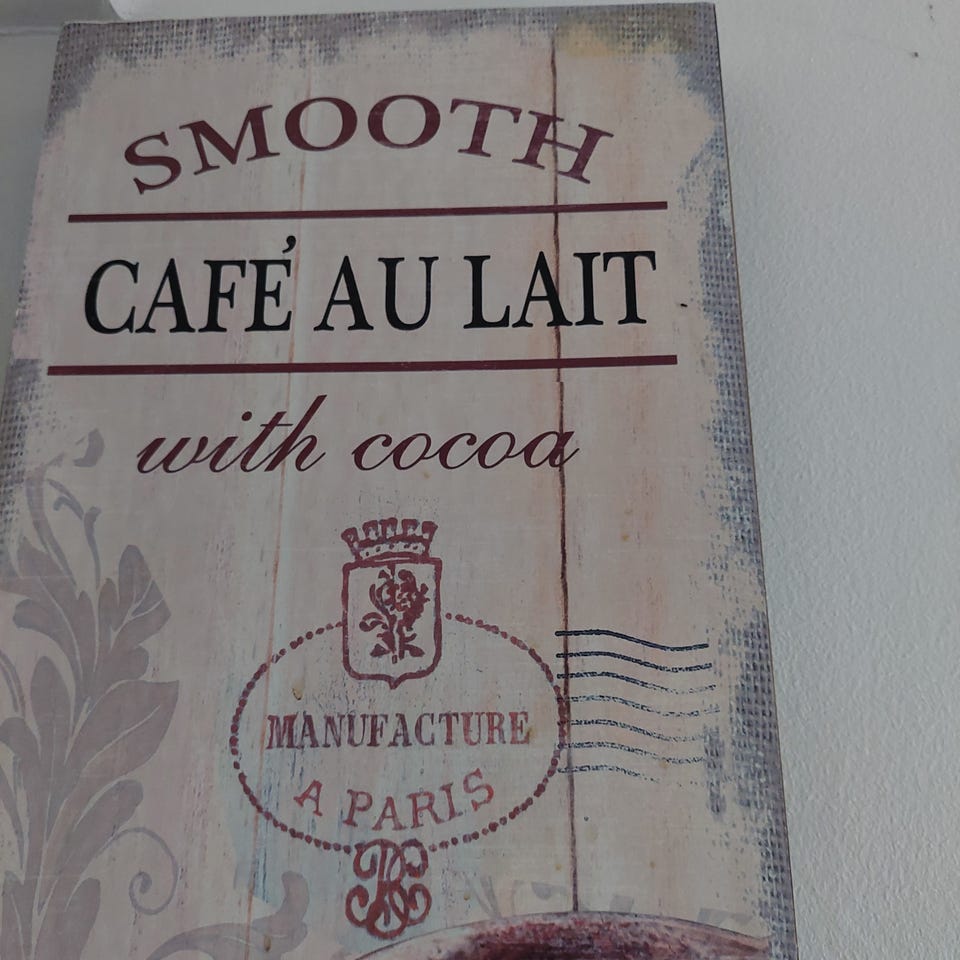 SMOOTH
CAFÉ AU LAIT
with cocoa
MANUFACTURE
A PARIS